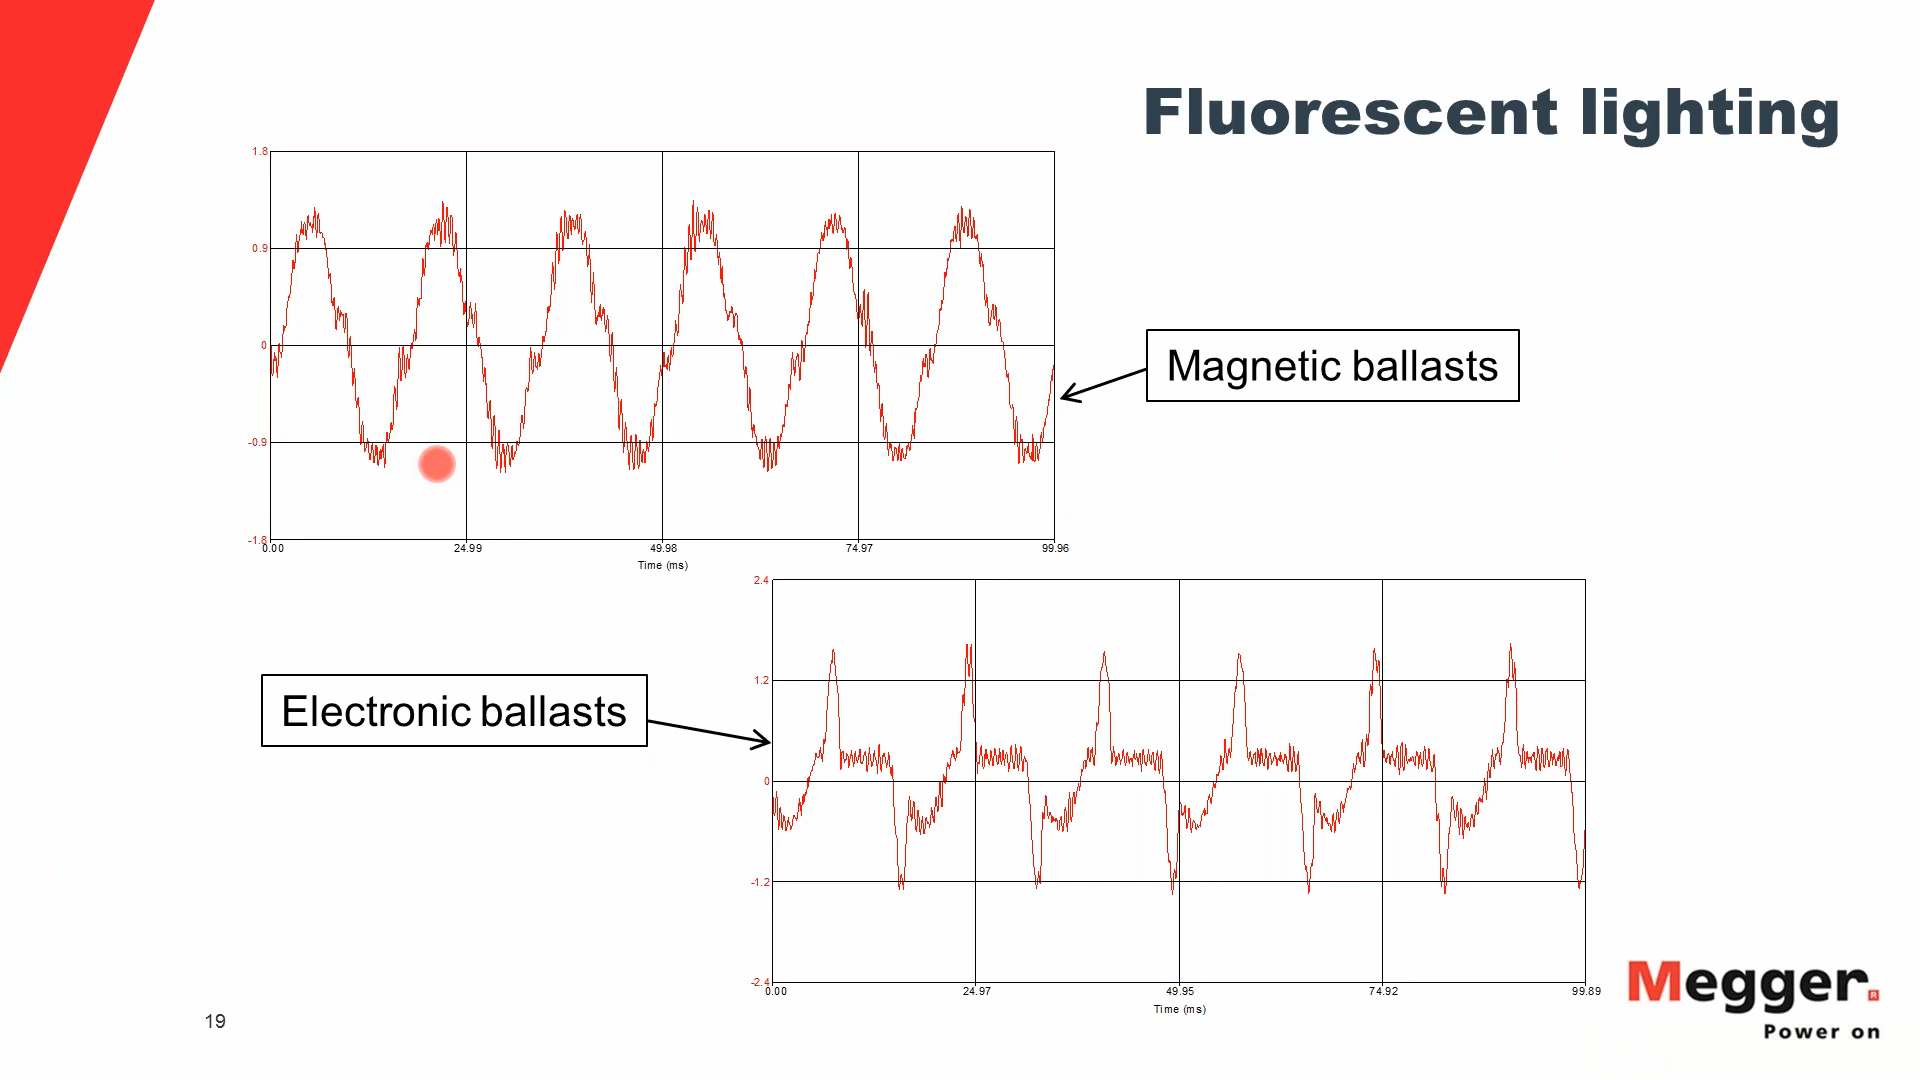 Fluorescent lighting
1.8
0.9
0
-0.9
-1.8
0.00 24.99 49.98 74.97 99.96
Time (ms)
Magnetic ballasts
Electronic ballasts
2.4
1.2
0
-1.2
-2.4
0.00 24.97 49.95 74.92 99.89
Time (ms)
Megger.®
Power on
19